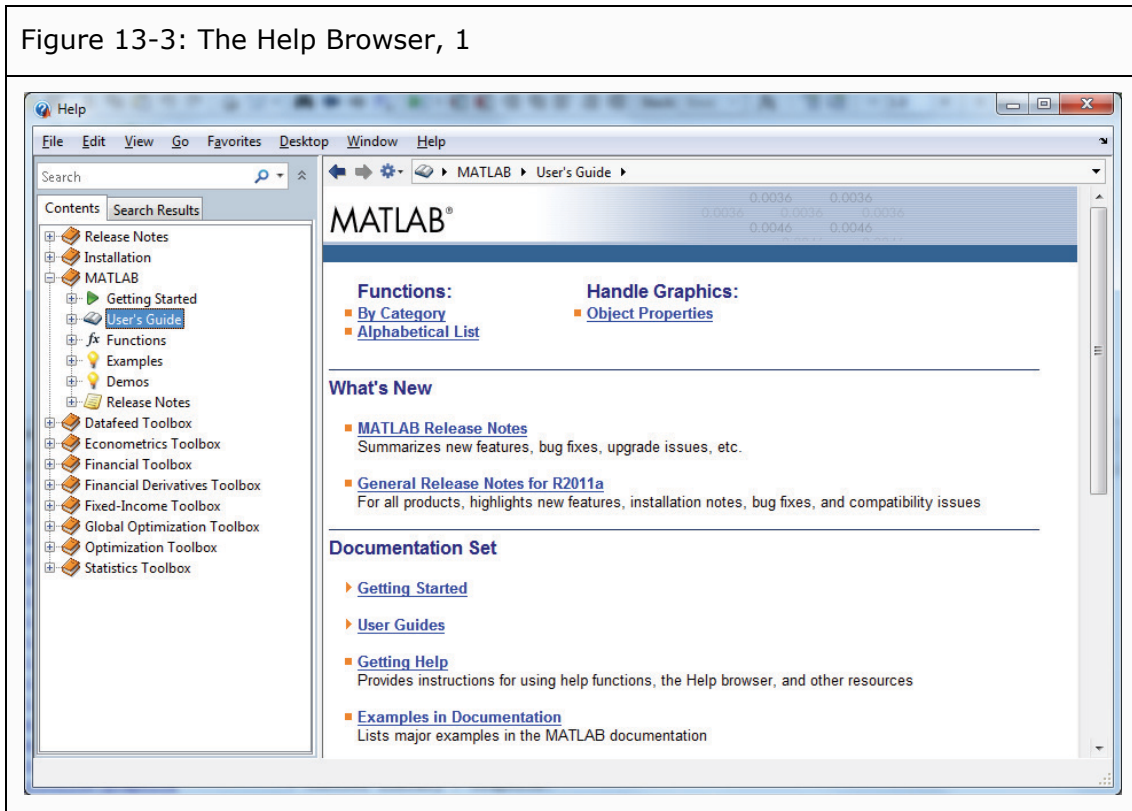 Figure 13-3: The Help Browser, 1
Help
File Edit View Go Favorites Desktop Window Help
Search
MATLAB User's Guide
Contents Search Results
Release Notes
Installation
MATLAB
Getting Started
User's Guide
fx Functions
Examples
Demos
Release Notes
Datafeed Toolbox
Econometrics Toolbox
Financial Toolbox
Financial Derivatives Toolbox
Fixed-Income Toolbox
Global Optimization Toolbox
Optimization Toolbox
Statistics Toolbox
MATLAB®
0.0036 0.0036
0.0036 0.0036 0.0036
0.0046 0.0046
Functions:
By Category
Alphabetical List
Handle Graphics:
Object Properties
What's New
MATLAB Release Notes
Summarizes new features, bug fixes, upgrade issues, etc.
General Release Notes for R2011a
For all products, highlights new features, installation notes, bug fixes, and compatibility issues
Documentation Set
Getting Started
User Guides
Getting Help
Provides instructions for using help functions, the Help browser, and other resources
Examples in Documentation
Lists major examples in the MATLAB documentation